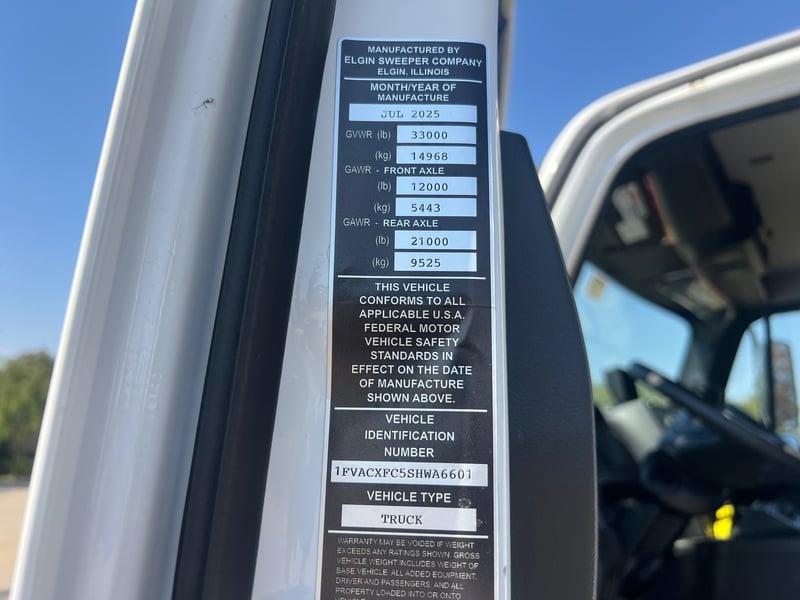 MANUFACTURED BY
ELGIN SWEEPER COMPANY
ELGIN, ILLINOIS
MONTH/YEAR OF
MANUFACTURE
JUL 2025
GVWR (lb) 33000
(kg) 14968
GAWR - FRONT AXLE
(lb) 12000
(kg) 5443
GAWR - REAR AXLE
(lb) 21000
(kg) 9525
THIS VEHICLE
CONFORMS TO ALL
APPLICABLE U.S.A.
FEDERAL MOTOR
VEHICLE SAFETY
STANDARDS IN
EFFECT ON THE DATE
OF MANUFACTURE
SHOWN ABOVE.
VEHICLE
IDENTIFICATION
NUMBER
1FVACXFC5SHWA6601
VEHICLE TYPE
TRUCK
WARRANTY MAY BE VOIDED IF WEIGHT
EXCEEDS ANY RATINGS SHOWN. GROSS
VEHICLE WEIGHT INCLUDES WEIGHT OF
BASE VEHICLE. ALL ADDED EQUIPMENT,
DRIVER AND PASSENGERS, AND ALL
PROPERTY LOADED INTO OR ONTO